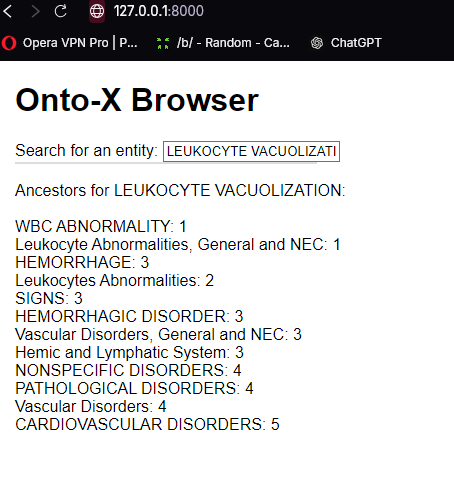 127.0.0.1:8000
Opera VPN Pro | P... /b/ - Random - Ca... ChatGPT
Onto-X Browser
Search for an entity: LEUKOCYTE VACUOLIZATI
Ancestors for LEUKOCYTE VACUOLIZATION:
WBC ABNORMALITY: 1
Leukocyte Abnormalities, General and NEC: 1
HEMORRHAGE: 3
Leukocytes Abnormalities: 2
SIGNS: 3
HEMORRHAGIC DISORDER: 3
Vascular Disorders, General and NEC: 3
Hemic and Lymphatic System: 3
NONSPECIFIC DISORDERS: 4
PATHOLOGICAL DISORDERS: 4
Vascular Disorders: 4
CARDIOVASCULAR DISORDERS: 5